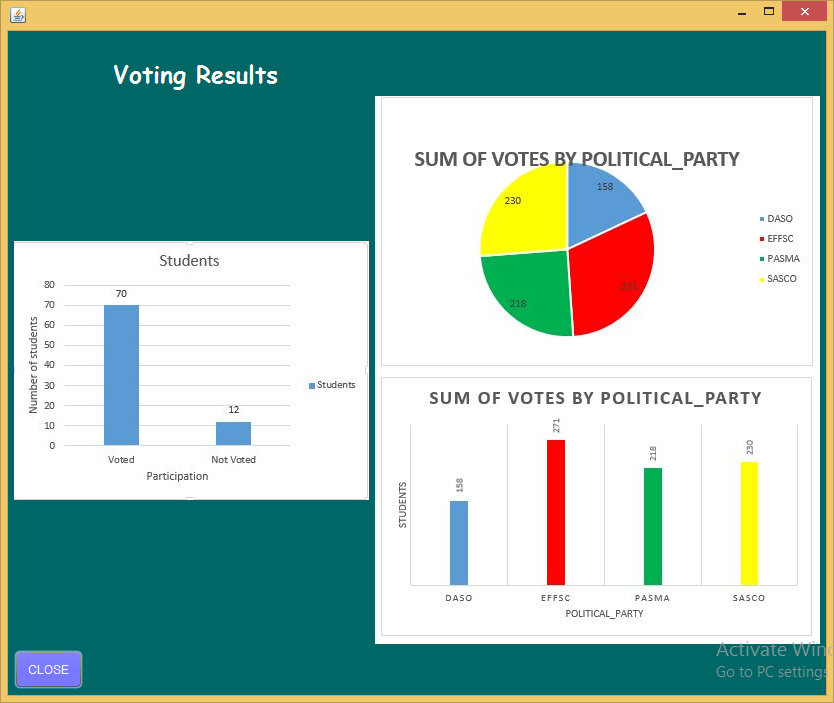 Voting Results
Students
Number of students
80
70
60
50
40
30
20
10
0
70
12
Voted
Not Voted
Participation
Students
SUM OF VOTES BY POLITICAL_PARTY
158
271
218
230
DASO
EFFSC
PASMA
SASCO
SUM OF VOTES BY POLITICAL_PARTY
STUDENTS
158
271
218
230
DASO
EFFSC
PASMA
SASCO
POLITICAL_PARTY
CLOSE
Activate Wind
Go to PC settings